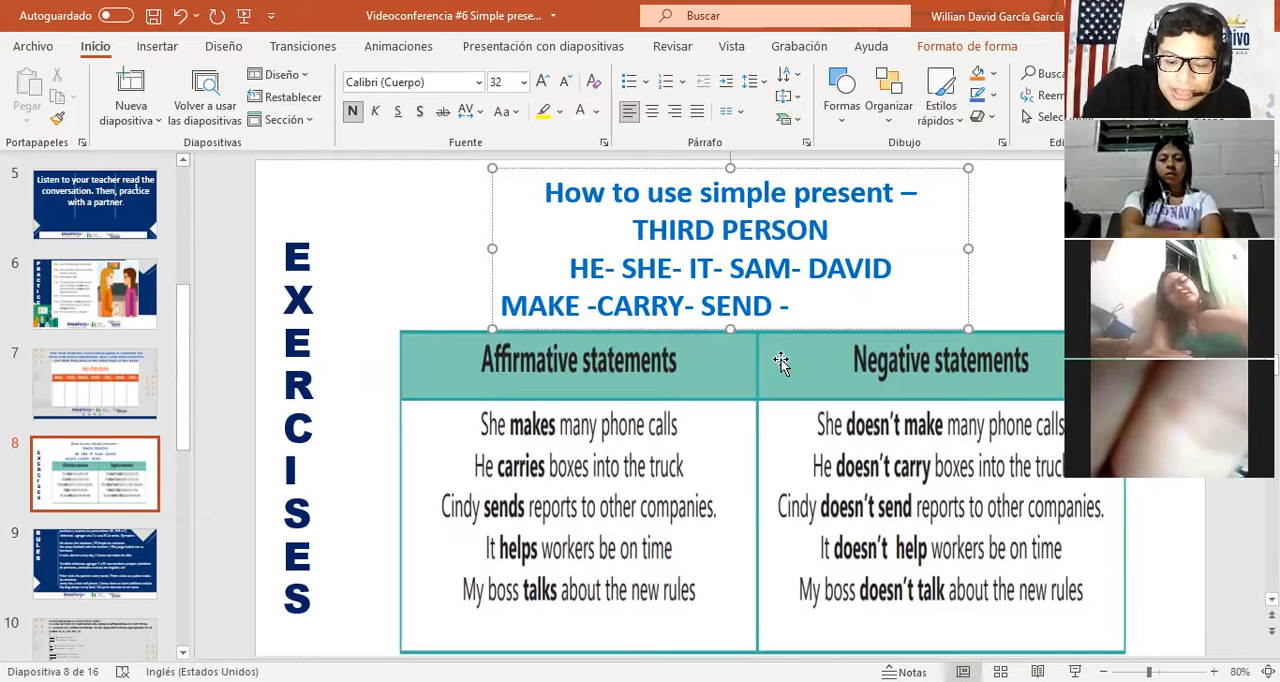 Autoguardado
Videoconferencia #6 Simple prese...
Buscar
Willian David García García
Archivo Inicio Insertar Diseño Transiciones Animaciones Presentación con diapositivas Revisar Vista Grabación Ayuda Formato de forma
Pegar
Nueva diapositiva
Volver a usar las diapositivas
Diseño
Restablecer
Sección
Calibri (Cuerpo) 32
Formas
Organizar
Estilos rápidos
Portapapeles
Diapositivas
Fuente
Párrafo
Dibujo
5
Listen to your teacher read the
conversation. Then, practice
with a partner.
6
7
8
9
10
EXERCISES
How to use simple present –
THIRD PERSON
HE- SHE- IT- SAM- DAVID
MAKE -CARRY- SEND -
Affirmative statements Negative statements
She makes many phone calls She doesn't make many phone calls
He carries boxes into the truck He doesn't carry boxes into the
Cindy sends reports to other companies. Cindy doesn't send reports to other companies.
It helps workers be on time It doesn't help workers be on time
My boss talks about the new rules My boss doesn't talk about the new rules
Diapositiva 8 de 16 Inglés (Estados Unidos) Notas 80%